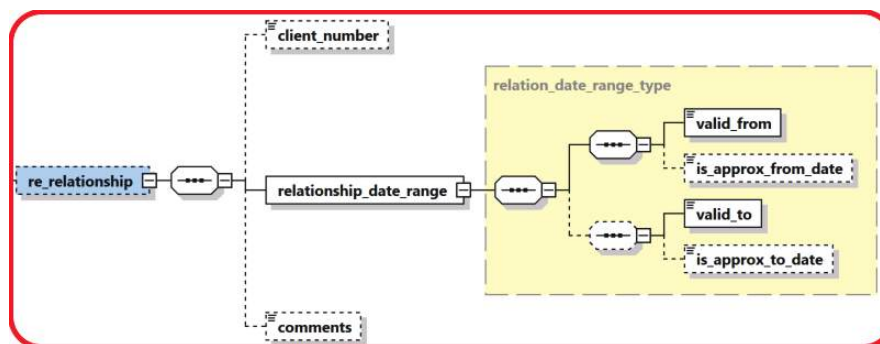 client_number
relation_date_range_type
valid_from
is_approx_from_date
re_relationship
relationship_date_range
valid_to
is_approx_to_date
comments